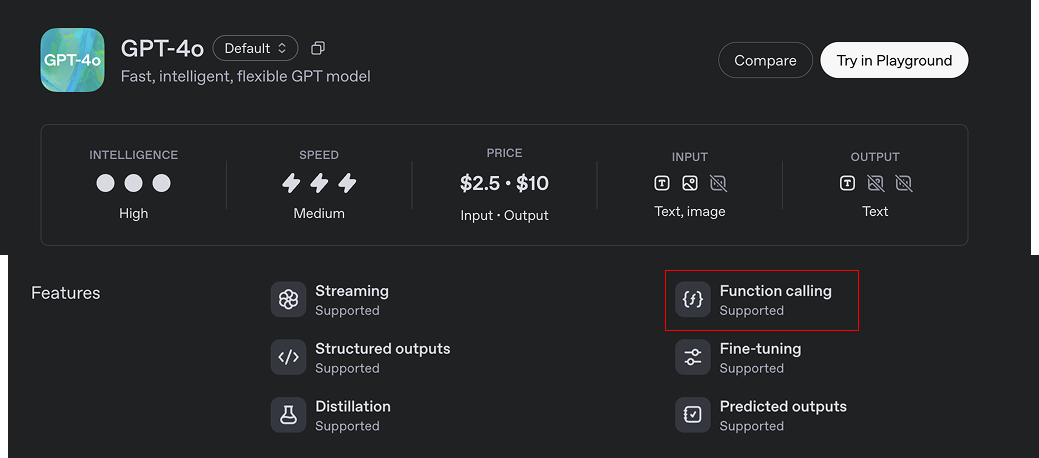 GPT-4o
GPT-4o Default
Fast, intelligent, flexible GPT model
Compare
Try in Playground
INTELLIGENCE
High
SPEED
Medium
PRICE
$2.5 • $10
Input • Output
INPUT
Text, image
OUTPUT
Text
Features
Streaming
Supported
Function calling
Supported
Structured outputs
Supported
Fine-tuning
Supported
Distillation
Supported
Predicted outputs
Supported